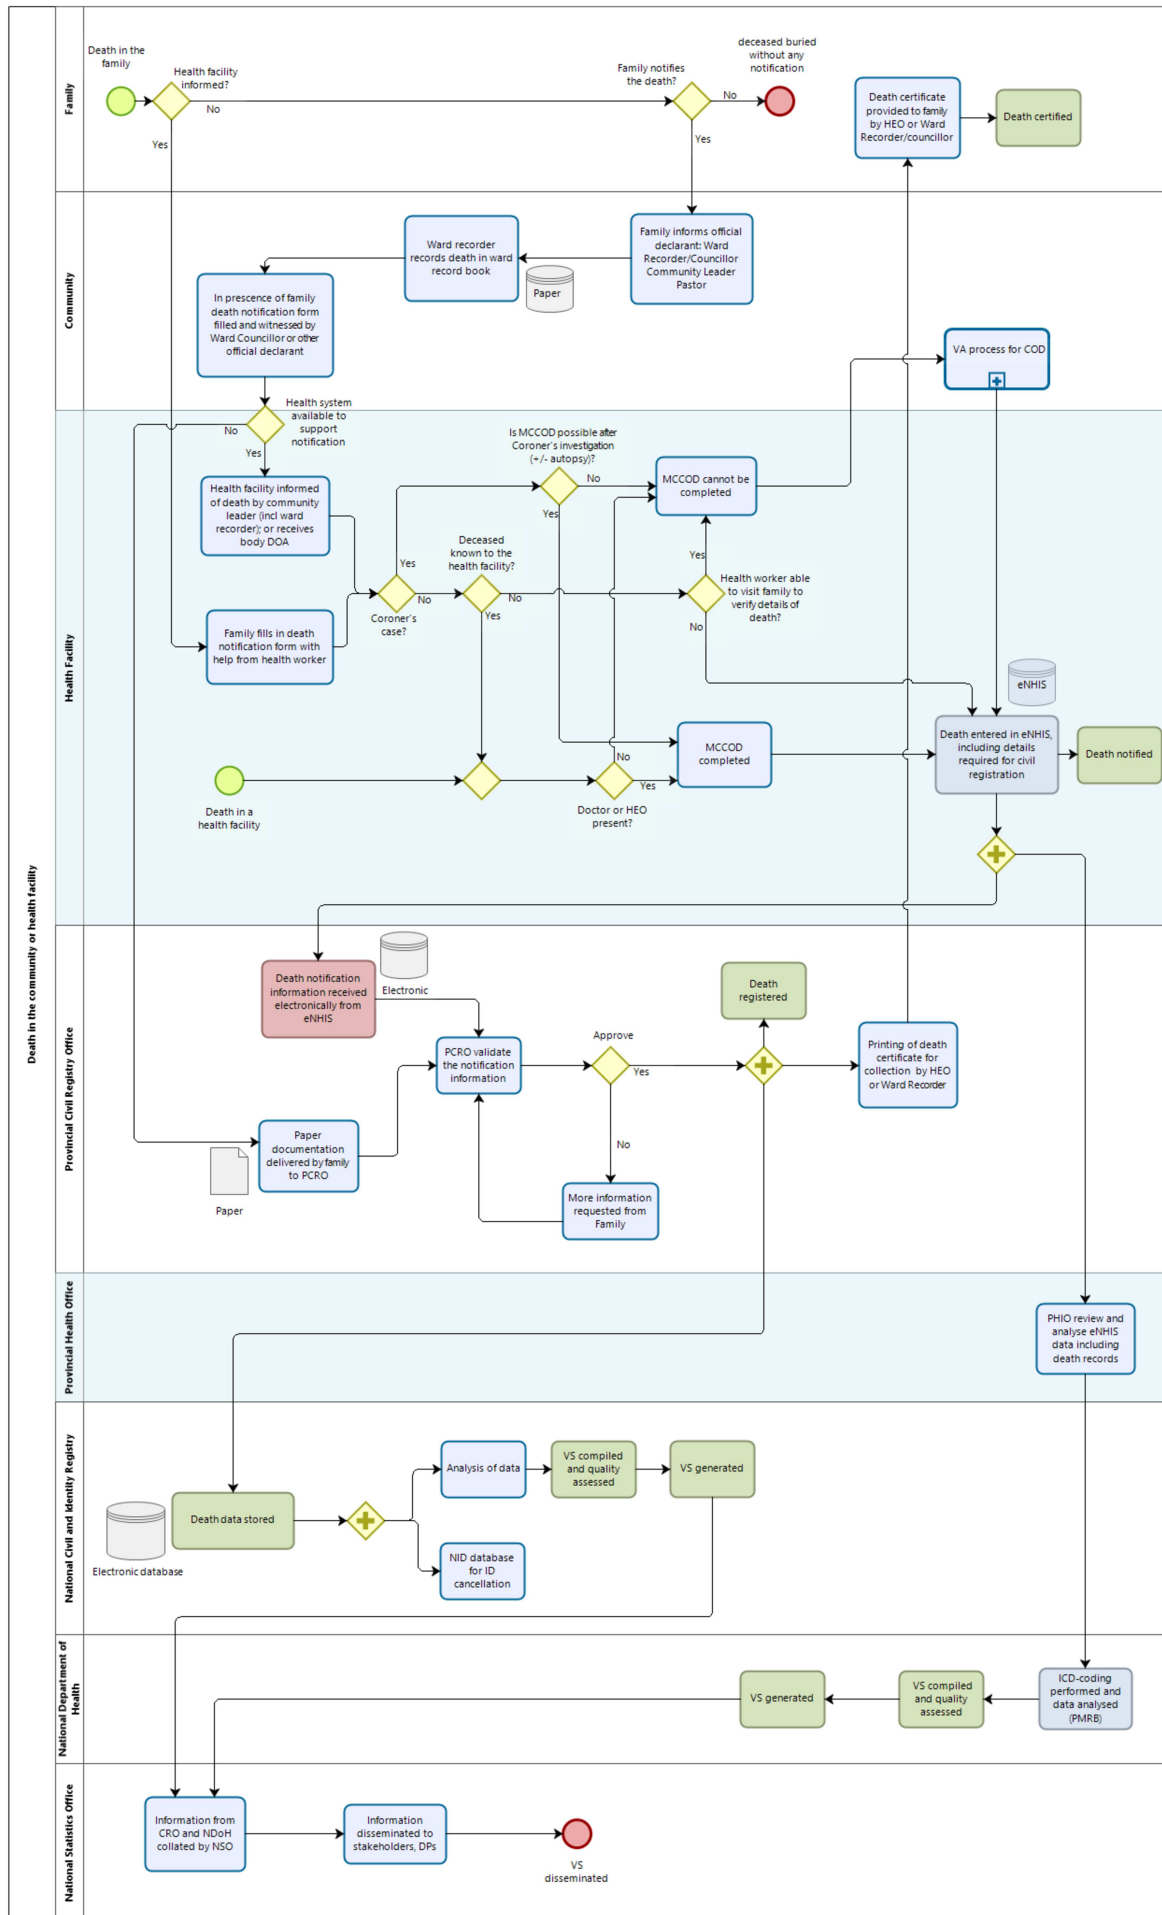 Death in the community or health facility
Family
Death in the
family
Health facility
informed?
No
Yes
Family notifies
the death?
No
Yes
deceased buried
without any
notification
Death certificate
provided to family
by HEO or Ward
Recorder/councillor
Death certified
Community
Family informs official
declarant: Ward
Recorder/Councillor
Community Leader
Pastor
Paper
Ward recorder
records death in ward
record book
In prescence of family
death notification form
filled and witnessed by
Ward Councillor or other
official declarant
VA process for COD
Health Facility
Health system
available to
support
notification
No
Yes
Health facility informed
of death by community
leader (incl ward
recorder); or receives
body DOA
Family fills in death
notification form with
help from health worker
Coroner's
case?
Yes
No
Is MCCOD possible after
Coroner's investigation
(+/- autopsy)?
No
Yes
Deceased
known to the
health facility?
No
Yes
MCCOD cannot be
completed
Yes
Health worker able
to visit family to
verify details of
death?
No
eNHIS
Death in a
health facility
No
Yes
Doctor or HEO
present?
MCCOD
completed
Death entered in eNHIS,
including details
required for civil
registration
Death notified
Provincial Civil Registry Office
Death notification
information received
electronically from
eNHIS
Electronic
PCRO validate
the notification
information
Approve
Yes
No
Death
registered
Printing of death
certificate for
collection by HEO
or Ward Recorder
Paper
documentation
delivered by family
to PCRO
Paper
More information
requested from
Family
Provincial Health Office
PHIO review and
analyse eNHIS
data including
death records
National Civil and Identity Registry
Electronic database
Death data stored
Analysis of data
VS compiled
and quality
assessed
VS generated
NID database
for ID
cancellation
National Department of
Health
VS generated
VS compiled
and quality
assessed
ICD-coding
performed and
data analysed
(PMRB)
National Statistics Office
Information from
CRO and NDoH
collated by NSO
Information
disseminated to
stakeholders, DPs
VS
disseminated